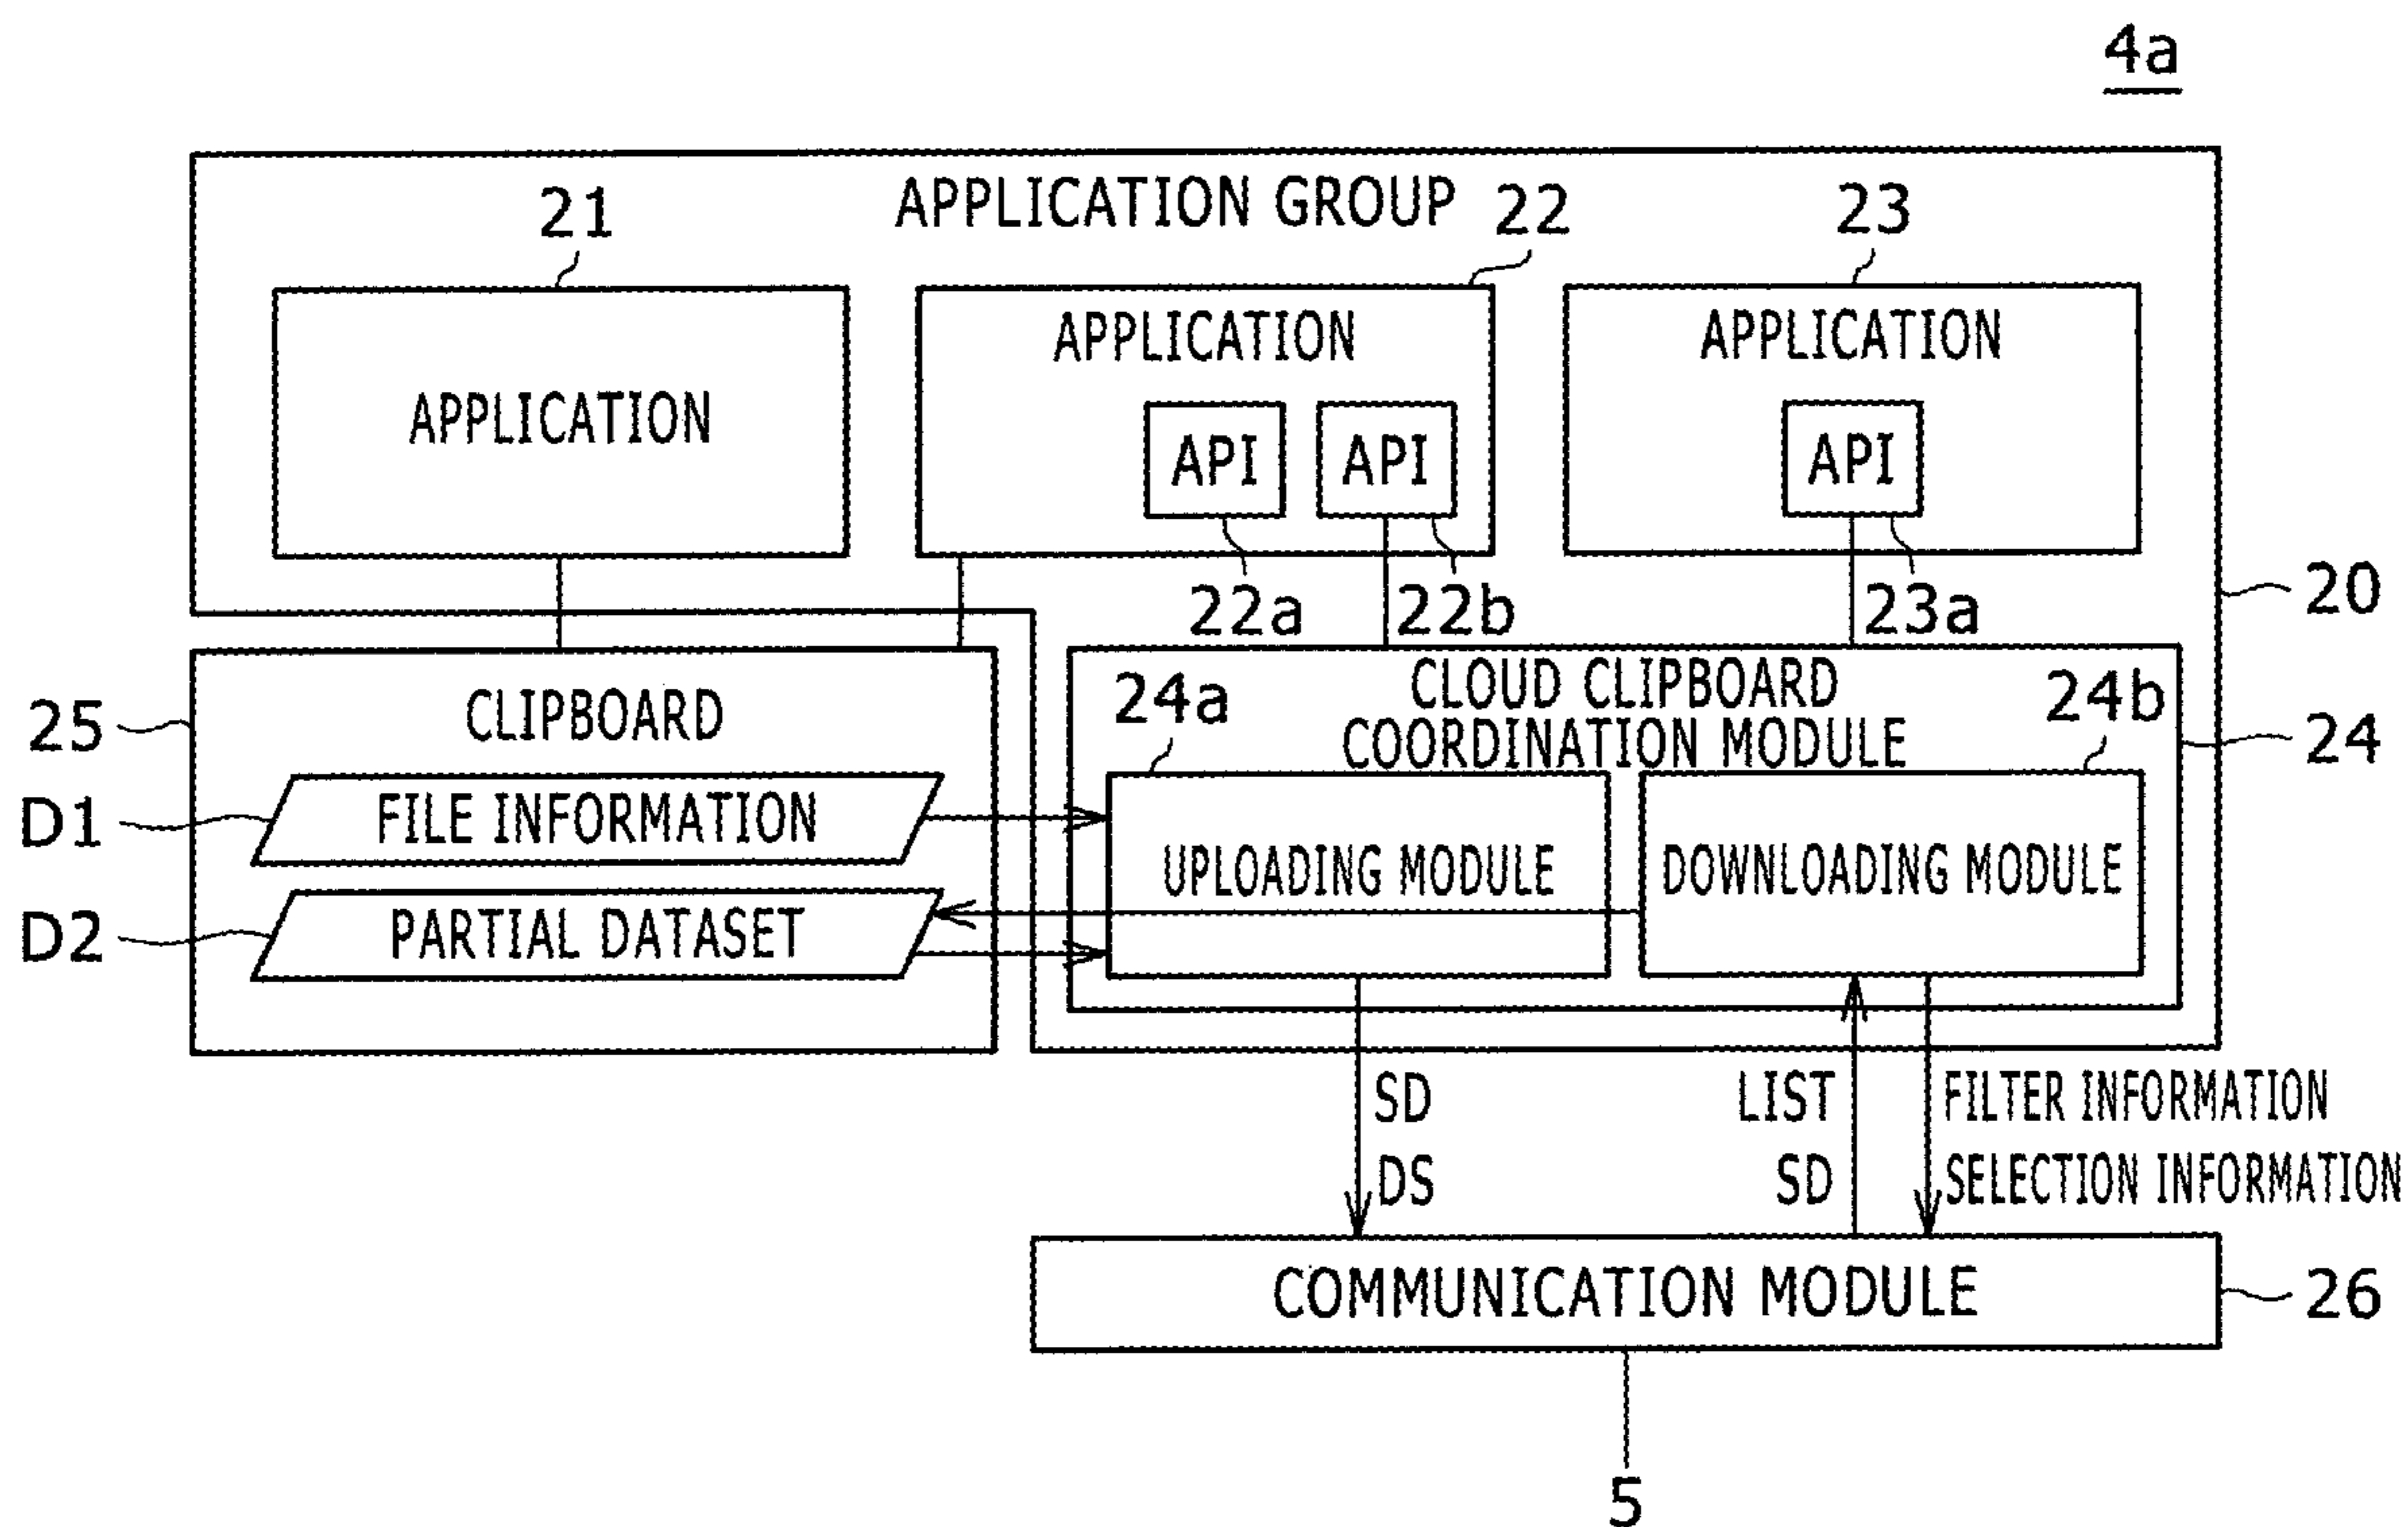 4a
APPLICATION GROUP
21
22
23
APPLICATION
APPLICATION
APPLICATION
API
API
API
22a
22b
23a
20
25
CLIPBOARD
CLOUD CLIPBOARD
COORDINATION MODULE
24a
24b
24
D1
FILE INFORMATION
UPLOADING MODULE
DOWNLOADING MODULE
D2
PARTIAL DATASET
SD
DS
LIST
SD
FILTER INFORMATION
SELECTION INFORMATION
COMMUNICATION MODULE
26
5